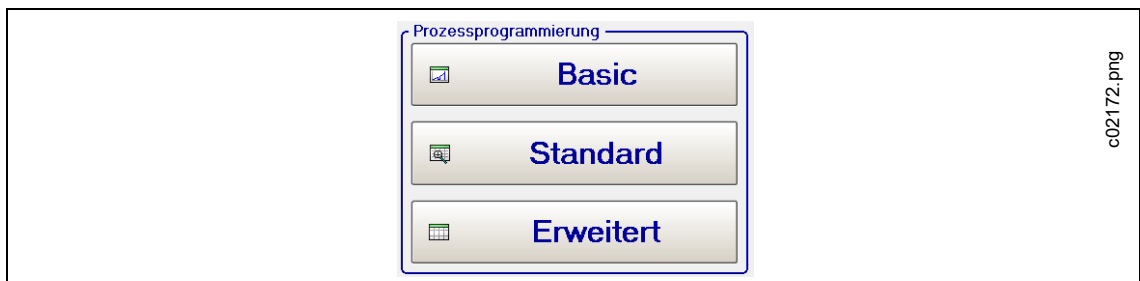 Prozessprogrammierung
Basic
Standard
Erweitert
c02172.png